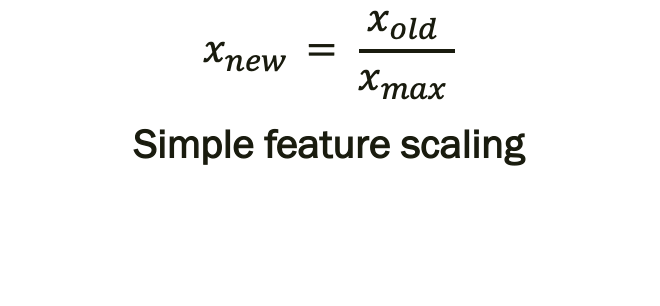 x_new = x_old / x_max
Simple feature scaling